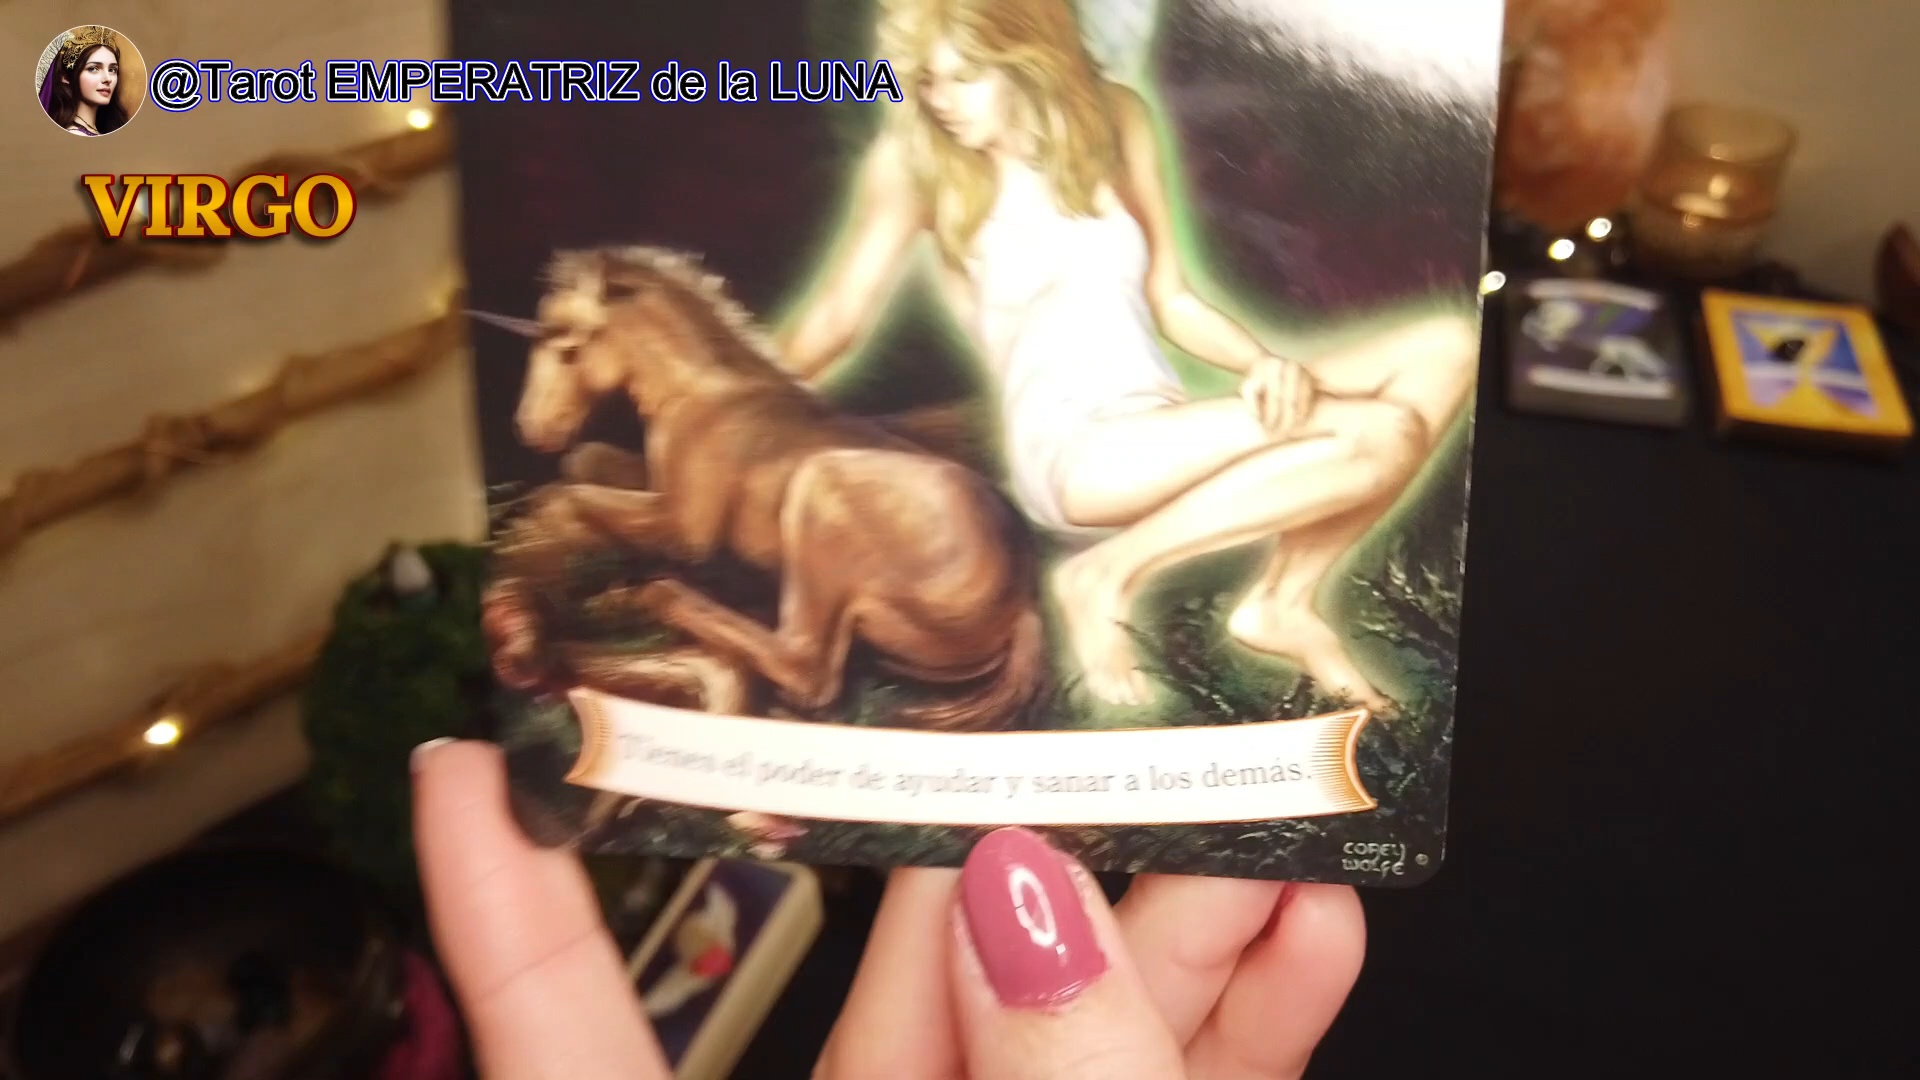 @Tarot EMPERATRIZ de la LUNA
VIRGO
Tienes el poder de ayudar y sanar a los demás.
COREY
WOLFE